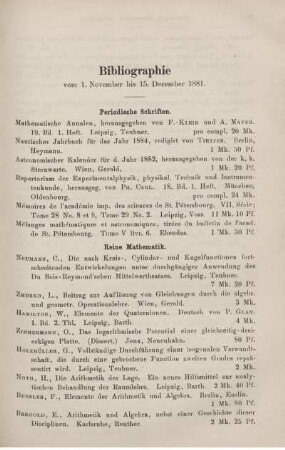 Bibliographie
vom 1. November bis 15. Dezember 1881.
Periodische Schriften.
Mathematische Annalen, herausgegeben von F. Klein und A. Mayer.
19. Bd. 1. Heft. Leipzig, Teubner. pro compl. 20 Mk.
Nautisches Jahrbuch für das Jahr 1884, redigirt von Tietjen. Berlin,
Heymann. 1 Mk. 50 Pf.
Astronomischer Kalender für d. Jahr 1882, herausgegeben von der k. k.
Sternwarte. Wien, Gerold. 1 Mk. 20 Pf.
Repertorium der Experimentalphysik, physikal. Technik und Instrumenten-
kunde, herausgeg. von Ph. Carl. 18. Bd. 1. Heft. München,
Oldenbourg. pro compl. 24 Mk.
Mémoires de l'académie imp. des sciences de St. Pétersbourg. VII. Série;
Tome 28 No. 8 et 9, Tome 29 No. 2. Leipzig, Voss. 11 Mk. 10 Pf.
Mélanges mathématiques et astronomiques, tirées du bulletin de l'acad.
de St. Pétersbourg. Tome V livr. 6. Ebendas. 1 Mk. 30 Pf.
Reine Mathematik.
Neumann, C., Die nach Kreis-, Cylinder- und Kugelfunctionen fort-
schreitenden Entwickelungen unter durchgängiger Anwendung des
Du Bois-Reymond'schen Mittelwerthsatzes. Leipzig, Teubner.
7 Mk. 20 Pf.
Zmurko, L., Beitrag zur Auflösung von Gleichungen durch die algebr.
und geometr. Operationslehre. Wien, Gerold. 3 Mk.
Hamilton, W., Elemente der Quaternionen. Deutsch von P. Glan.
1. Bd. 2. Thl. Leipzig, Barth. 4 Mk.
Zimmermann, O., Das logarithmische Potential einer gleichseitig-dreieckigen
Platte. (Dissert.) Jena, Neuenhahn. 80 Pf.
Holzmüller, G., Vollständige Durchführung einer isogonalen Verwandt-
schaft, die durch eine gebrochene Function zweiten Grades reprä-
sentirt wird. Leipzig, Teubner. 2 Mk.
Noth, H., Die Arithmetik der Lage. Ein neues Hilfsmittel zur analy-
tischen Behandlung der Raumlehre. Leipzig, Barth. 2 Mk. 40 Pf.
Bussler, F., Elemente der Arithmetik und Algebra. Berlin, Enslin.
1 Mk. 80 Pf.
Bergold, E., Arithmetik und Algebra, nebst einer Geschichte dieser
Disciplinen. Karlsruhe, Reuther. 2 Mk. 25 Pf.